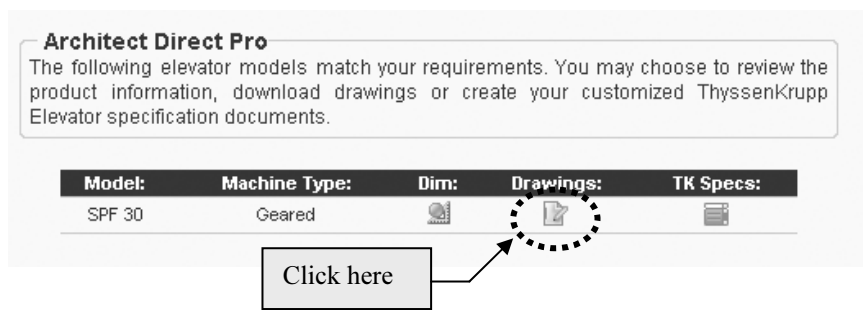 Architect Direct Pro
The following elevator models match your requirements. You may choose to review the
product information, download drawings or create your customized ThyssenKrupp
Elevator specification documents.
Model: Machine Type: Dim: Drawings: TK Specs:
SPF 30 Geared
Click here